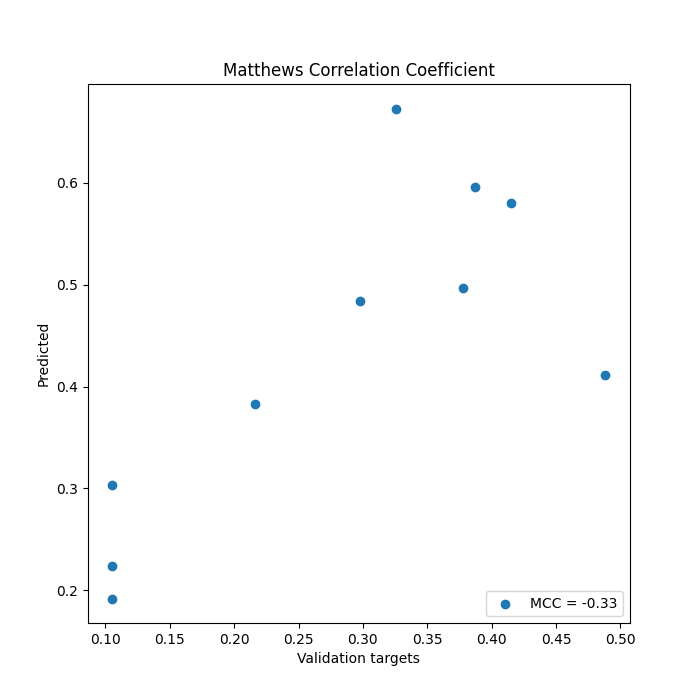 Matthews Correlation Coefficient
Predicted
0.6
0.5
0.4
0.3
0.2
MCC = -0.33
0.10 0.15 0.20 0.25 0.30 0.35 0.40 0.45 0.50
Validation targets